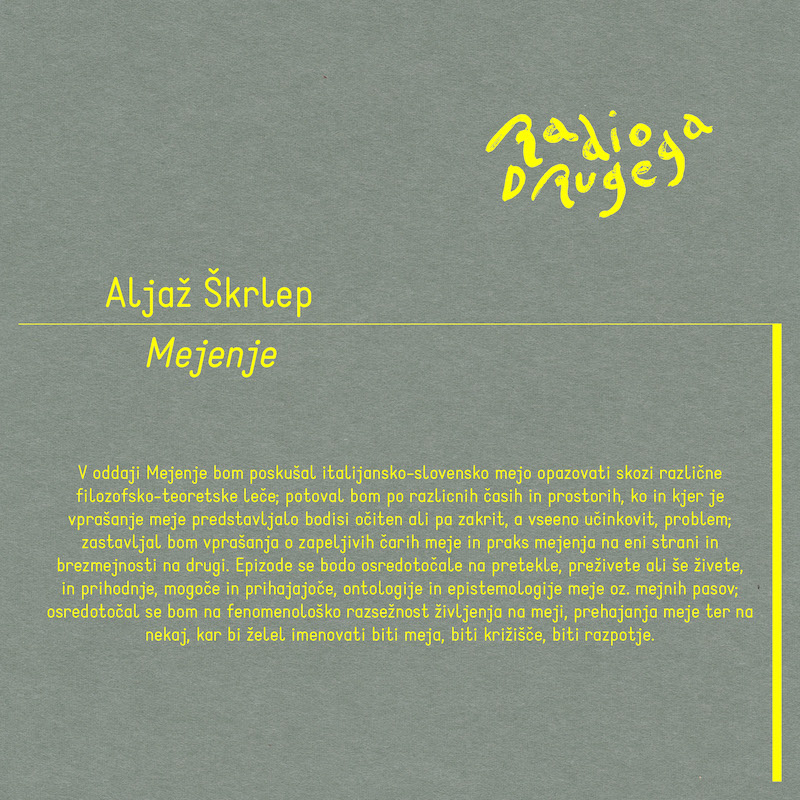 Radioga
Drugega
Aljaž Škrlep
Mejenje
V oddaji Mejenje bom poskušal italijansko-slovensko mejo opazovati skozi različne
filozofsko-teoretske leče; potoval bom po razlicnih časih in prostorih, ko in kjer je
vprašanje meje predstavljalo bodisi očiten ali pa zakrit, a vseeno učinkovit, problem;
zastavljal bom vprašanja o zapeljivih čarih meje in praks mejenja na eni strani in
brezmejnosti na drugi. Epizode se bodo osredotočale na pretekle, preživete ali še živete,
in prihodnje, mogoče in prihajajoče, ontologije in epistemologije meje oz. mejnih pasov;
osredotočal se bom na fenomenološko razsežnost življenja na meji, prehajanja meje ter na
nekaj, kar bi želel imenovati biti meja, biti križišče, biti razpotje.